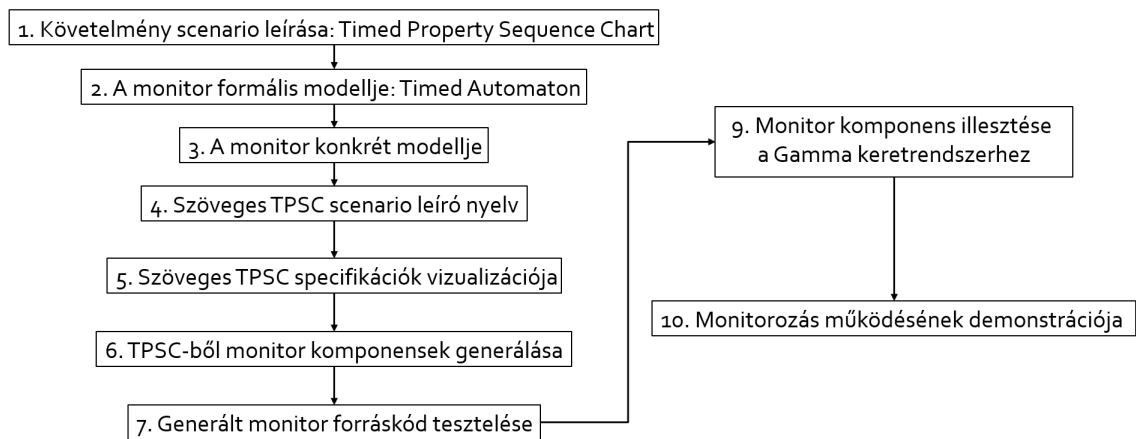 1. Követelmény scenario leírása: Timed Property Sequence Chart
2. A monitor formális modellje: Timed Automaton
3. A monitor konkrét modellje
4. Szöveges TPSC scenario leíró nyelv
5. Szöveges TPSC specifikációk vizualizációja
6. TPSC-ből monitor komponensek generálása
7. Generált monitor forráskód tesztelése
9. Monitor komponens illesztése
a Gamma keretrendszerhez
10. Monitorozás működésének demonstrációja